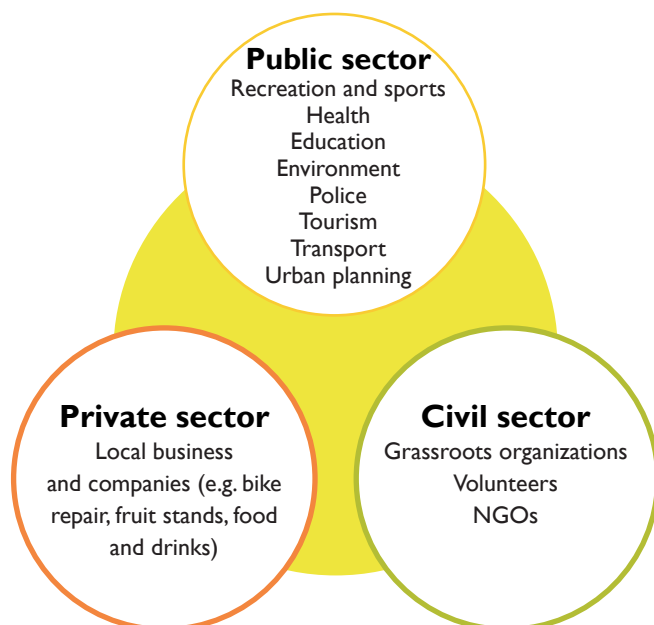 Public sector
Recreation and sports
Health
Education
Environment
Police
Tourism
Transport
Urban planning
Private sector
Local business
and companies (e.g. bike
repair, fruit stands, food
and drinks)
Civil sector
Grassroots organizations
Volunteers
NGOs